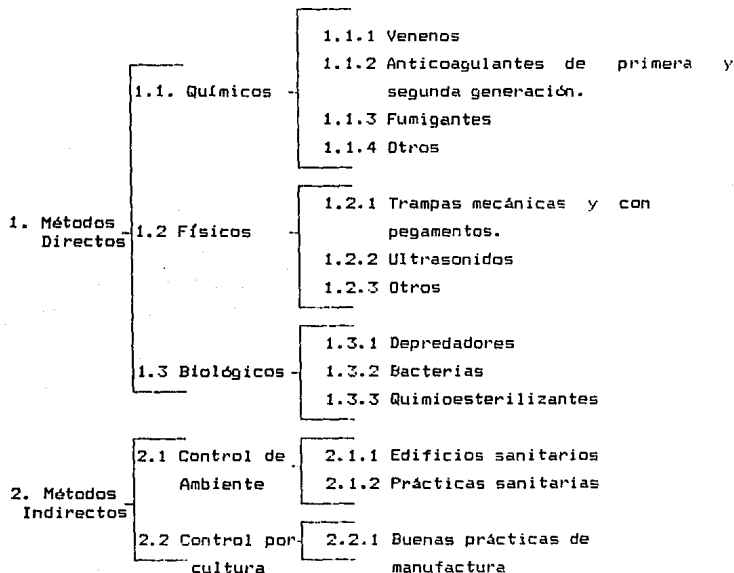 1. Métodos Directos
1.1. Químicos
1.1.1 Venenos
1.1.2 Anticoagulantes de primera y
segunda generación.
1.1.3 Fumigantes
1.1.4 Otros
1.2 Físicos
1.2.1 Trampas mecánicas y con
pegamentos.
1.2.2 Ultrasonidos
1.2.3 Otros
1.3 Biológicos
1.3.1 Depredadores
1.3.2 Bacterias
1.3.3 Quimioesterilizantes
2. Métodos
Indirectos
2.1 Control de
Ambiente
2.1.1 Edificios sanitarios
2.1.2 Prácticas sanitarias
2.2 Control por
cultura
2.2.1 Buenas prácticas de
manufactura